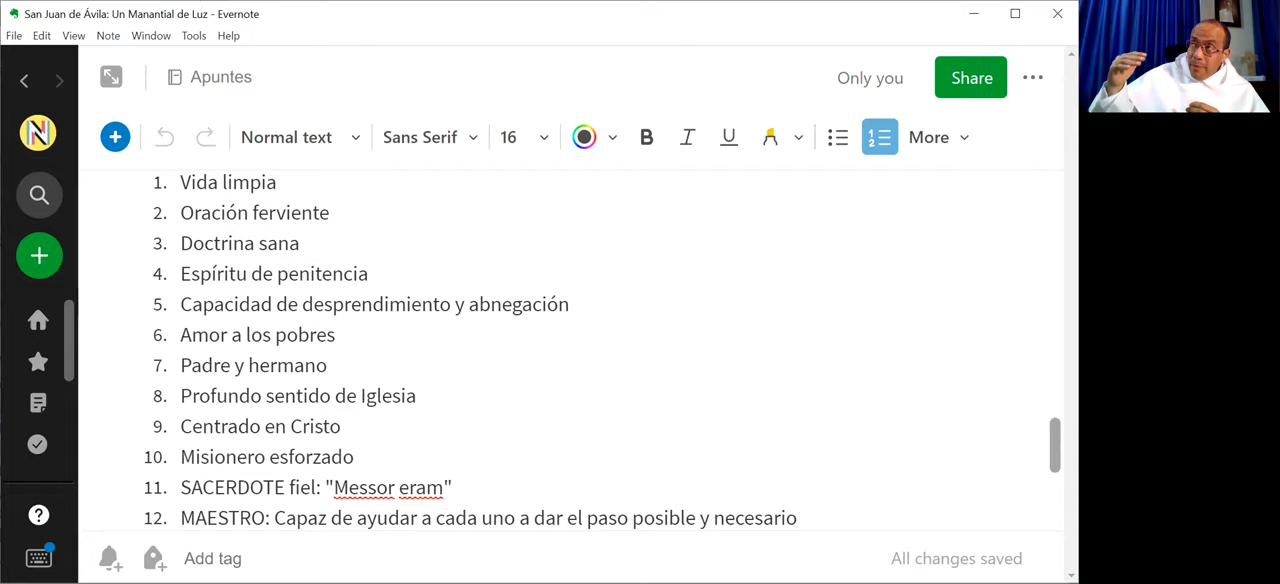 San Juan de Ávila: Un Manantial de Luz - Evernote
File Edit View Note Window Tools Help
Apuntes
Only you
Share
Normal text
Sans Serif
16
B I U
More
1. Vida limpia
2. Oración ferviente
3. Doctrina sana
4. Espíritu de penitencia
5. Capacidad de desprendimiento y abnegación
6. Amor a los pobres
7. Padre y hermano
8. Profundo sentido de Iglesia
9. Centrado en Cristo
10. Misionero esforzado
11. SACERDOTE fiel: "Messor eram"
12. MAESTRO: Capaz de ayudar a cada uno a dar el paso posible y necesario
Add tag
All changes saved